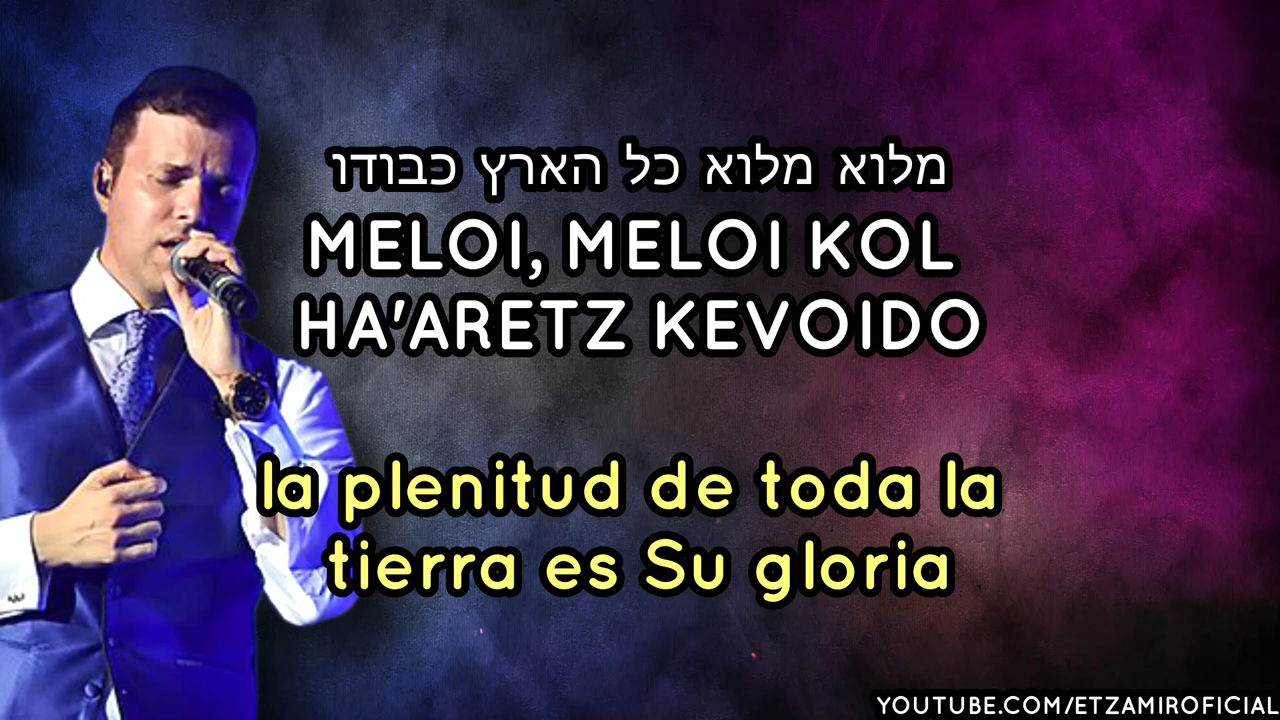 מלוא מלוא כל הארץ כבודו
MELOI, MELOI KOL
HA'ARETZ KEVOIDO
la plenitud de toda la
tierra es Su gloria
YOUTUBE.COM/ETZAMIROFICIAL